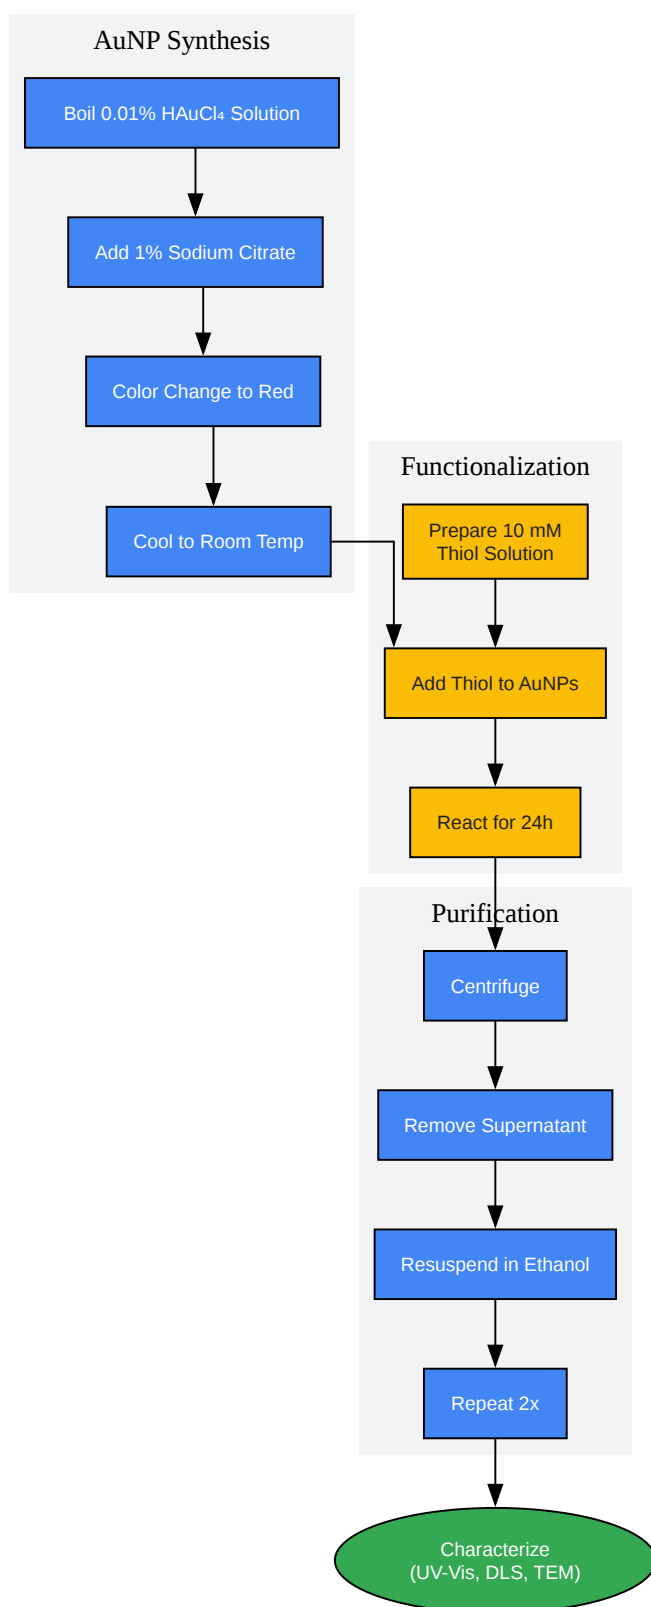 AuNP Synthesis
Boil 0.01% HAuCl₄ Solution
Add 1% Sodium Citrate
Color Change to Red
Cool to Room Temp
Functionalization
Prepare 10 mM
Thiol Solution
Add Thiol to AuNPs
React for 24h
Purification
Centrifuge
Remove Supernatant
Resuspend in Ethanol
Repeat 2x
Characterize
(UV-Vis, DLS, TEM)